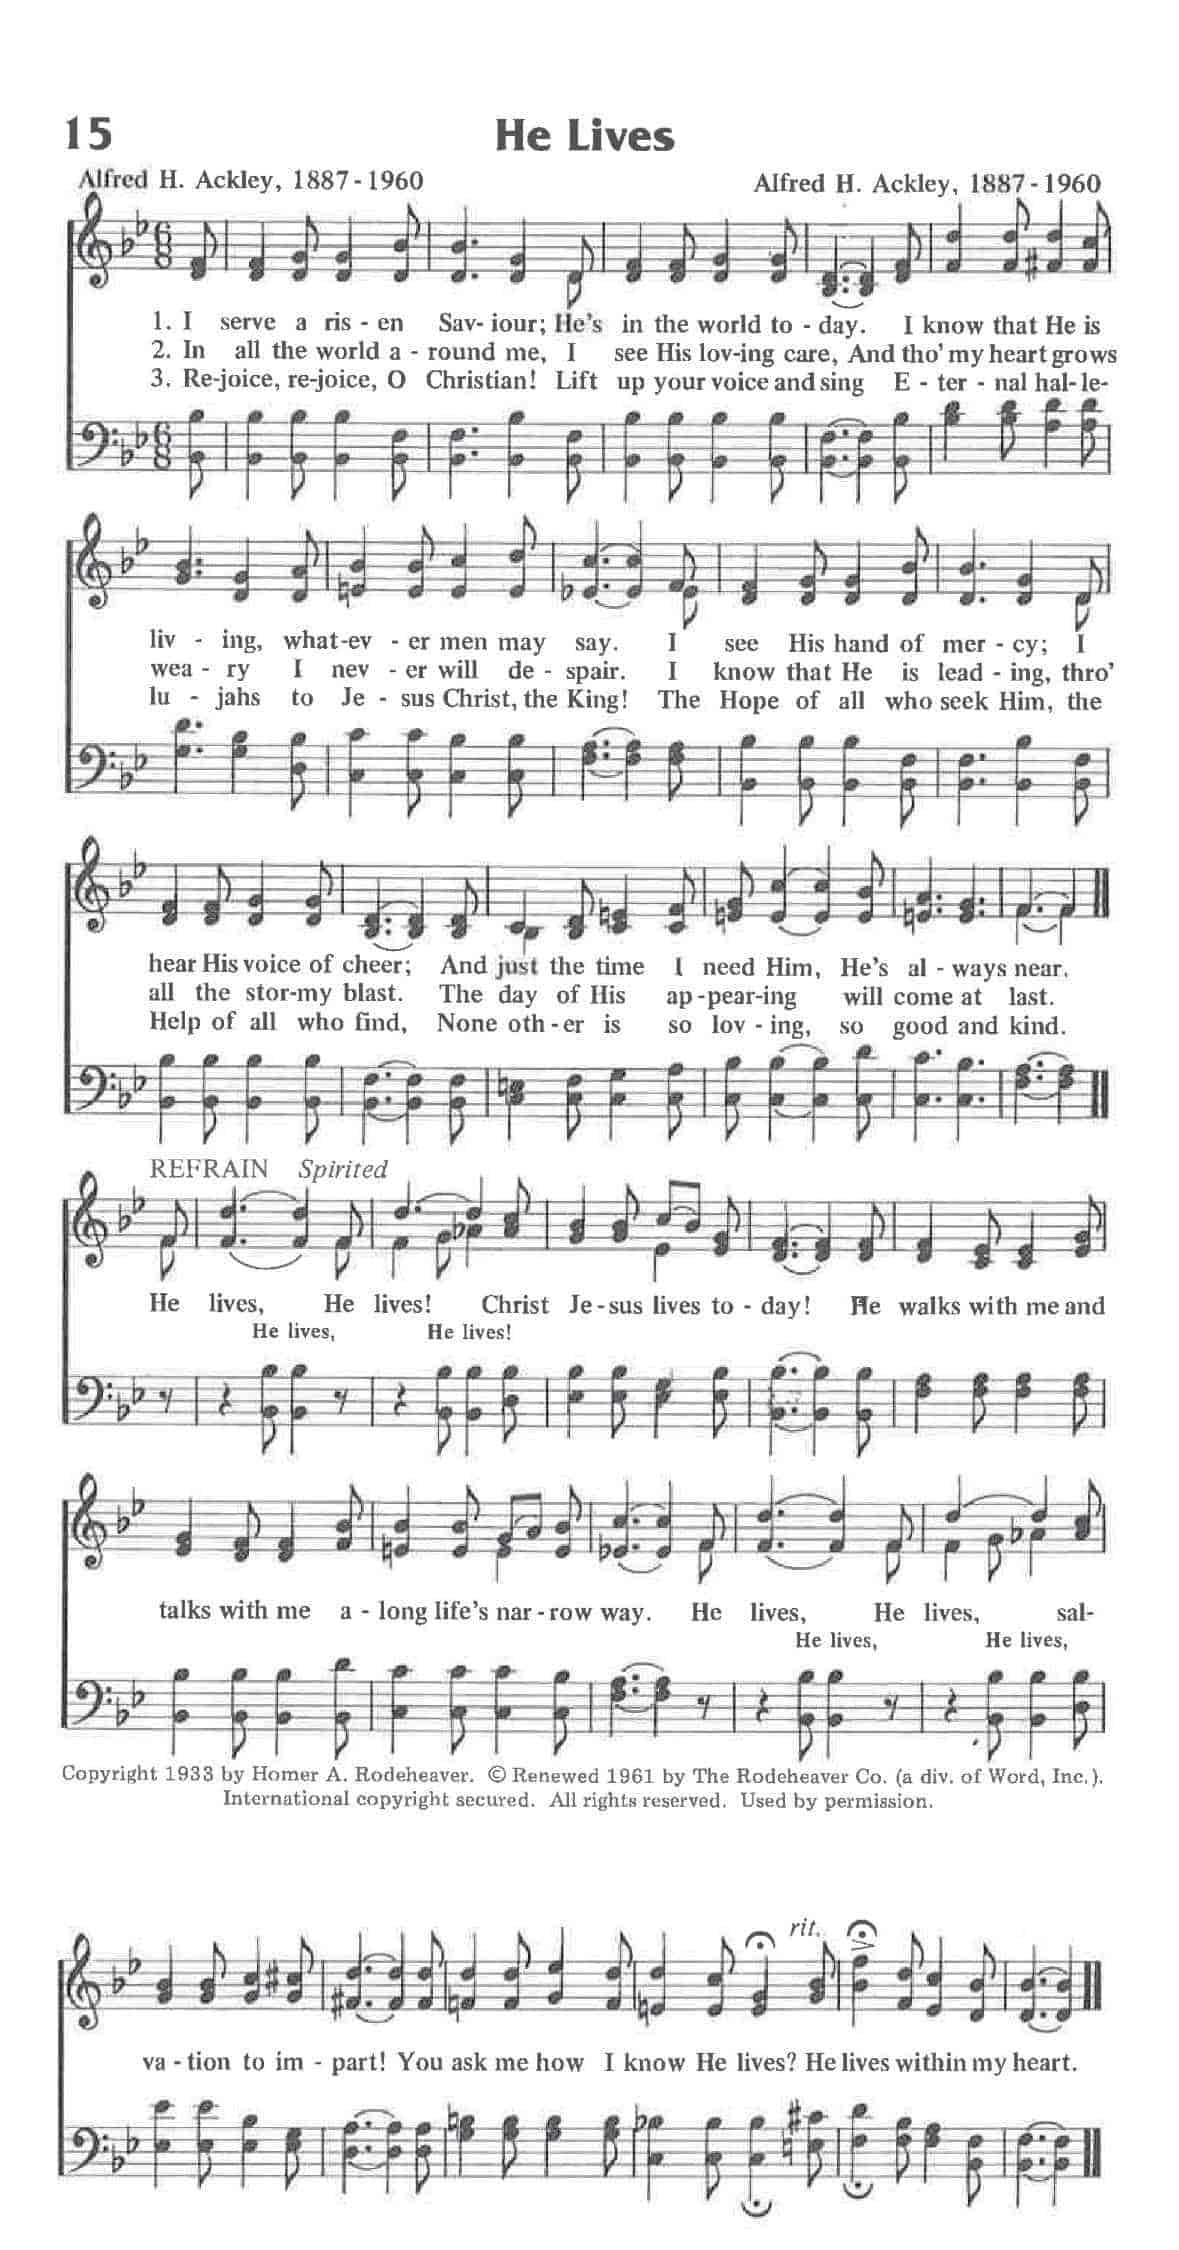 15 He Lives
Alfred H. Ackley, 1887-1960 Alfred H. Ackley, 1887-1960
1. I serve a ris - en Sav- iour; He's in the world to - day. I know that He is
2. In all the world a - round me, I see His lov-ing care, And tho' my heart grows
3. Re-joice, re-joice, O Christian! Lift up your voice and sing E - ter - nal hal- le-
liv - ing, what-ev - er men may say. I see His hand of mer - cy; I
wea - ry I nev - er will de - spair. I know that He is lead - ing, thro'
lu - jahs to Je - sus Christ, the King! The Hope of all who seek Him, the
hear His voice of cheer; And just the time I need Him, He's al - ways near.
all the stor-my blast. The day of His ap -pear-ing will come at last.
Help of all who find, None oth - er is so lov - ing, so good and kind.
REFRAIN Spirited
He lives, He lives! Christ Je-sus lives to - day! He walks with me and
He lives, He lives!
talks with me a - long life's nar - row way. He lives, He lives, sal-
He lives, He lives,
Copyright 1933 by Homer A. Rodeheaver. © Renewed 1961 by The Rodeheaver Co. (a div. of Word, Inc.).
International copyright secured. All rights reserved. Used by permission.
rit.
va - tion to im - part! You ask me how I know He lives? He lives within my heart.